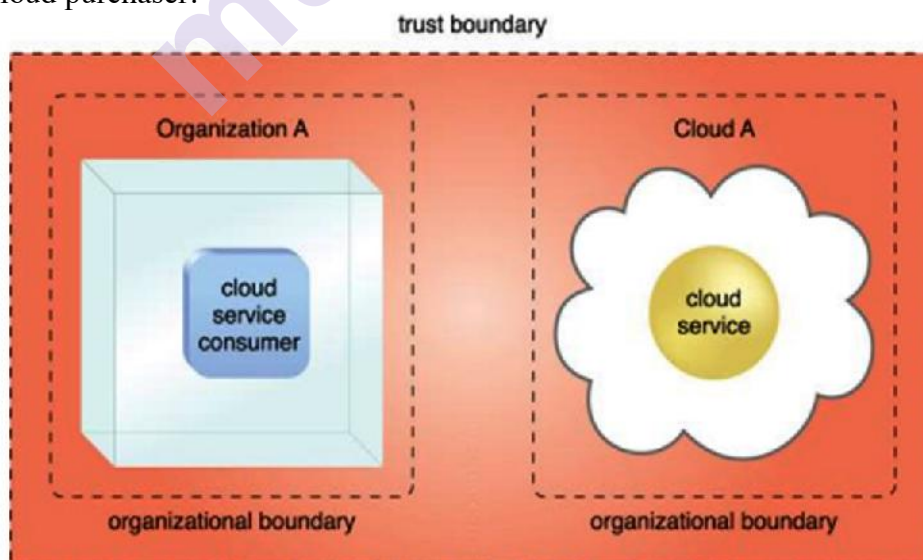 cloud purchaser.
trust boundary
Organization A
Cloud A
cloud
service
consumer
cloud
service
organizational boundary
organizational boundary